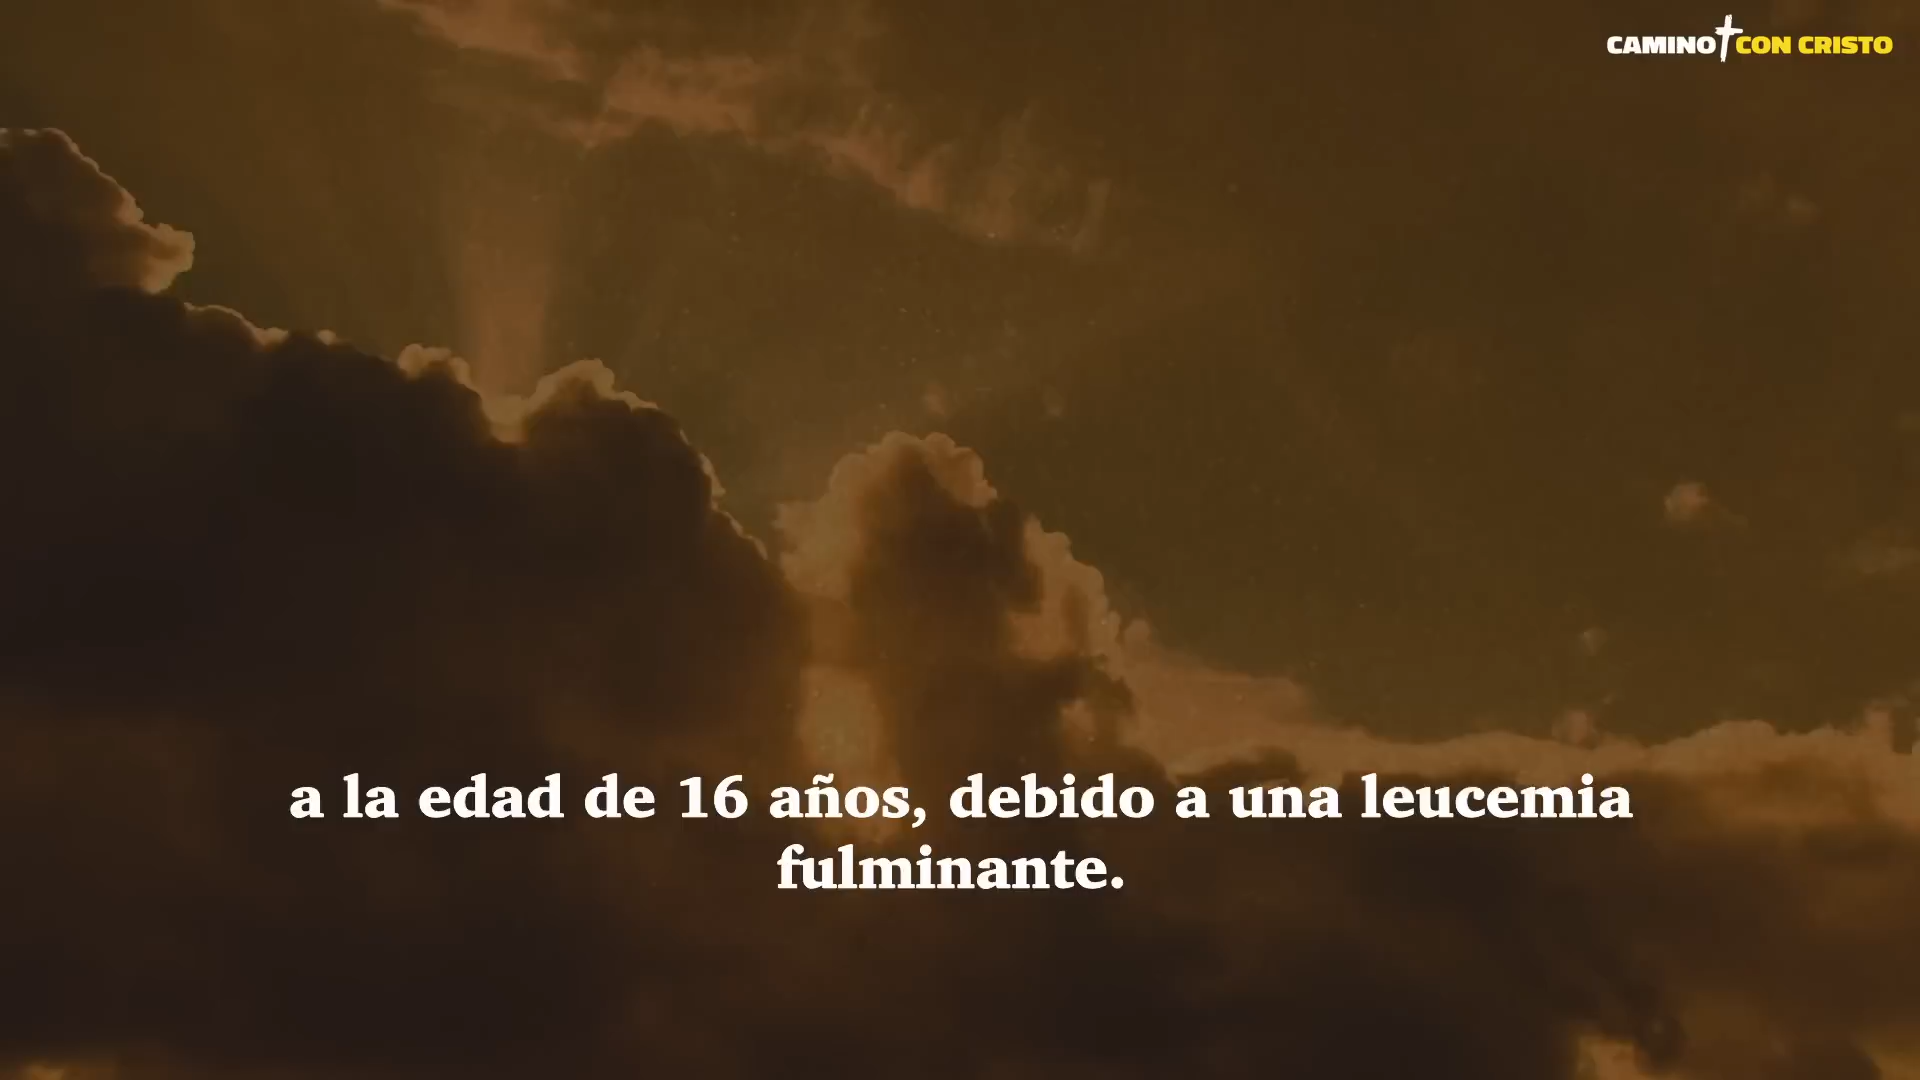 CAMINO CON CRISTO
a la edad de 16 años, debido a una leucemia
fulminante.